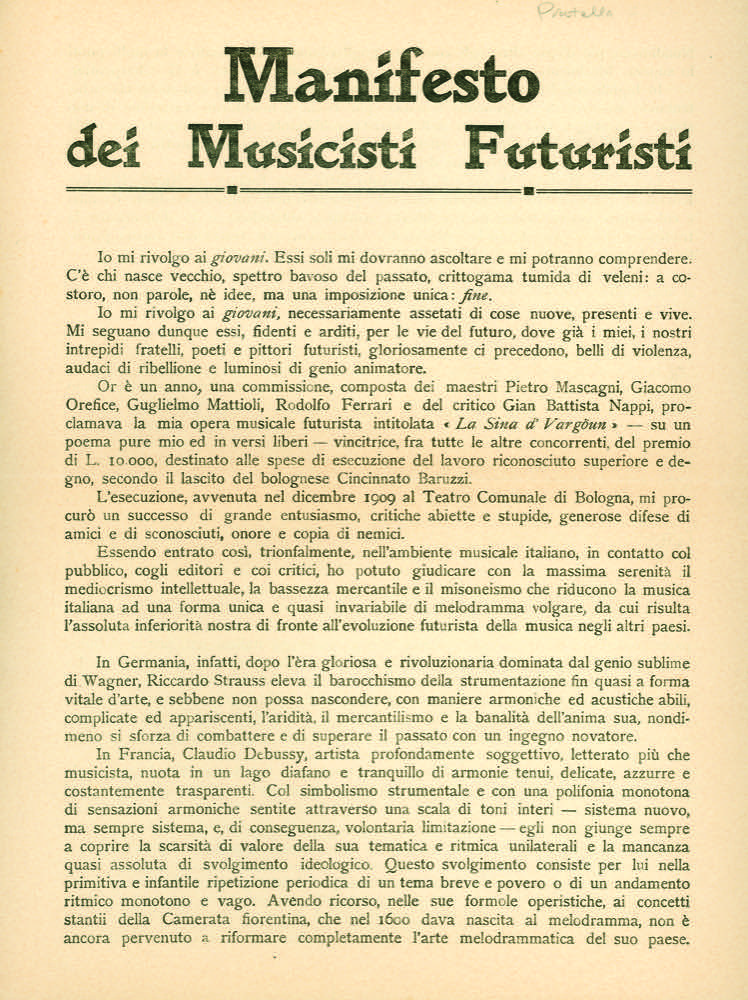 Pratella
Manifesto
dei Musicisti Futuristi
Io mi rivolgo ai giovani. Essi soli mi dovranno ascoltare e mi potranno comprendere.
C'è chi nasce vecchio, spettro bavoso del passato, crittogama tumida di veleni: a co-
storo, non parole, nè idee, ma una imposizione unica: fine.
Io mi rivolgo ai giovani, necessariamente assetati di cose nuove, presenti e vive.
Mi seguano dunque essi, fidenti e arditi, per le vie del futuro, dove già i miei, i nostri
intrepidi fratelli, poeti e pittori futuristi, gloriosamente ci precedono, belli di violenza,
audaci di ribellione e luminosi di genio animatore.
Or è un anno, una commissione, composta dei maestri Pietro Mascagni, Giacomo
Orefice, Guglielmo Mattioli, Rodolfo Ferrari e del critico Gian Battista Nappi, pro-
clamava la mia opera musicale futurista intitolata « La Sina d' Vargöun » — su un
poema pure mio ed in versi liberi — vincitrice, fra tutte le altre concorrenti, del premio
di L. 10.000, destinato alle spese di esecuzione del lavoro riconosciuto superiore e de-
gno, secondo il lascito del bolognese Cincinnato Baruzzi.
L'esecuzione, avvenuta nel dicembre 1909 al Teatro Comunale di Bologna, mi pro-
curò un successo di grande entusiasmo, critiche abiette e stupide, generose difese di
amici e di sconosciuti, onore e copia di nemici.
Essendo entrato così, trionfalmente, nell'ambiente musicale italiano, in contatto col
pubblico, cogli editori e coi critici, ho potuto giudicare con la massima serenità il
mediocrismo intellettuale, la bassezza mercantile e il misoneismo che riducono la musica
italiana ad una forma unica e quasi invariabile di melodramma volgare, da cui risulta
l'assoluta inferiorità nostra di fronte all'evoluzione futurista della musica negli altri paesi.
In Germania, infatti, dopo l'èra gloriosa e rivoluzionaria dominata dal genio sublime
di Wagner, Riccardo Strauss eleva il barocchismo della strumentazione fin quasi a forma
vitale d'arte, e sebbene non possa nascondere, con maniere armoniche ed acustiche abili,
complicate ed appariscenti, l'aridità, il mercantilismo e la banalità dell'anima sua, nondi-
meno si sforza di combattere e di superare il passato con un ingegno novatore.
In Francia, Claudio Debussy, artista profondamente soggettivo, letterato più che
musicista, nuota in un lago diafano e tranquillo di armonie tenui, delicate, azzurre e
costantemente trasparenti. Col simbolismo strumentale e con una polifonia monotona
di sensazioni armoniche sentite attraverso una scala di toni interi — sistema nuovo,
ma sempre sistema, e, di conseguenza, volontaria limitazione — egli non giunge sempre
a coprire la scarsità di valore della sua tematica e ritmica unilaterali e la mancanza
quasi assoluta di svolgimento ideologico. Questo svolgimento consiste per lui nella
primitiva e infantile ripetizione periodica di un tema breve e povero o di un andamento
ritmico monotono e vago. Avendo ricorso, nelle sue formole operistiche, ai concetti
stantii della Camerata fiorentina, che nel 1600 dava nascita al melodramma, non è
ancora pervenuto a riformare completamente l'arte melodrammatica del suo paese.